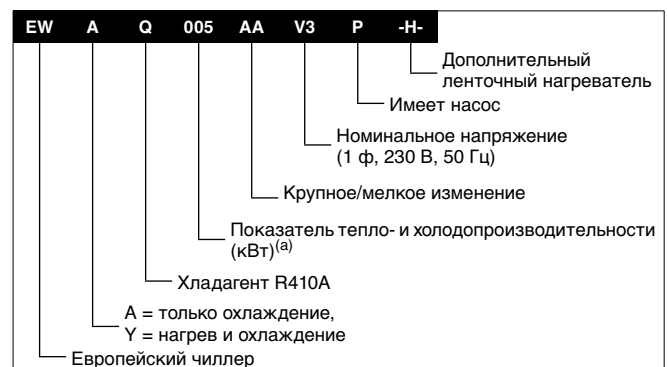 EW A Q 005 AA V3 P -H-
Дополнительный
ленточный нагреватель
Имеет насос
Номинальное напряжение
(1 ф, 230 В, 50 Гц)
Крупное/мелкое изменение
Показатель тепло- и холодопроизводительности
(кВт)(a)
Хладагент R410A
A = только охлаждение,
Y = нагрев и охлаждение
Европейский чиллер